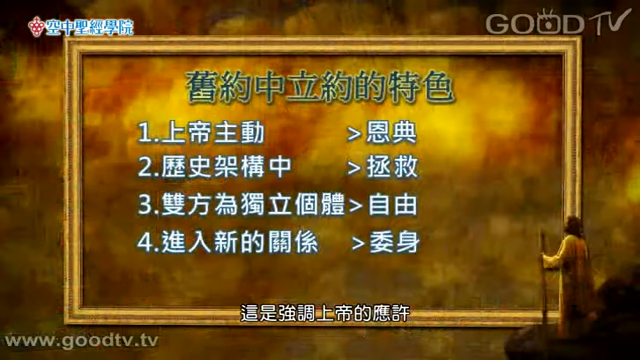 空中聖經學院
GOOD TV
舊約中立約的特色
1.上帝主動 >恩典
2.歷史架構中 >拯救
3.雙方為獨立個體>自由
4.進入新的關係 >委身
這是強調上帝的應許
www.goodtv.tv